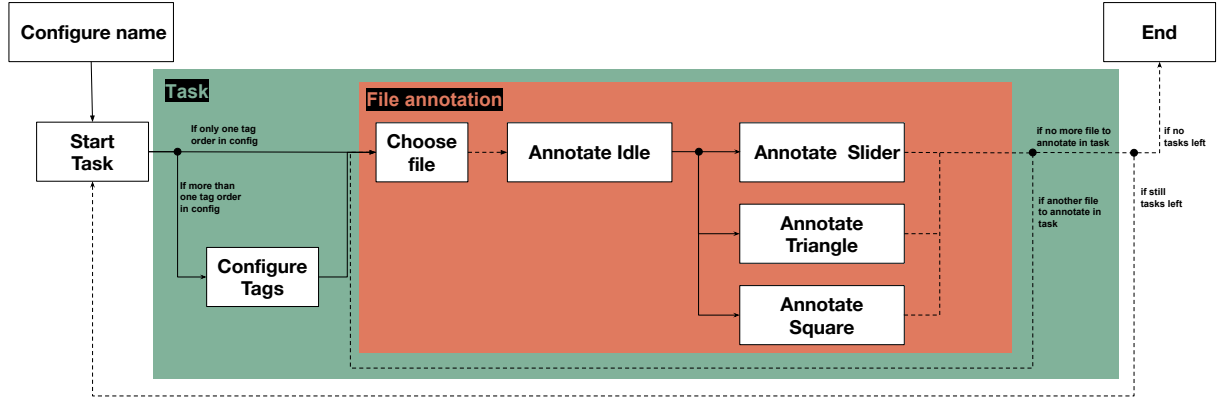 Configure name
End
Task
File annotation
Start
Task
If only one tag
order in config
If more than
one tag order
in config
Configure
Tags
Choose
file
Annotate Idle
Annotate Slider
Annotate
Triangle
Annotate
Square
if no more file to
annotate in task
if another file
to annotate in
task
if no
tasks left
if still
tasks left